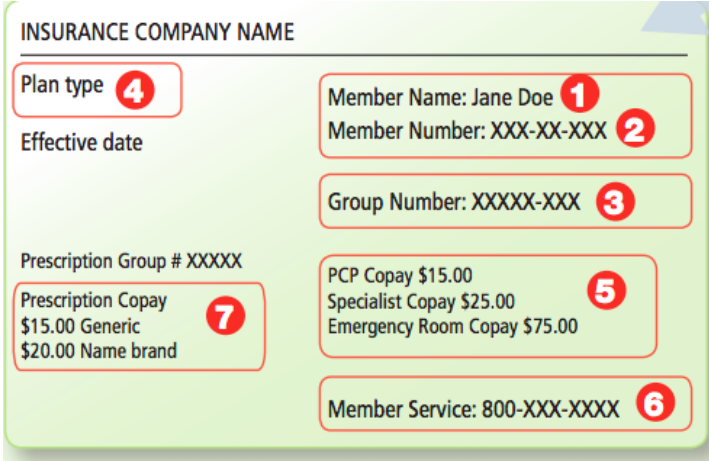 INSURANCE COMPANY NAME
Plan type 4
Effective date
Member Name: Jane Doe 1
Member Number: XXX-XX-XXX 2
Group Number: XXXXX-XXX 3
Prescription Group # XXXXX
Prescription Copay
$15.00 Generic
$20.00 Name brand
7
PCP Copay $15.00
Specialist Copay $25.00
Emergency Room Copay $75.00
5
Member Service: 800-XXX-XXXX 6